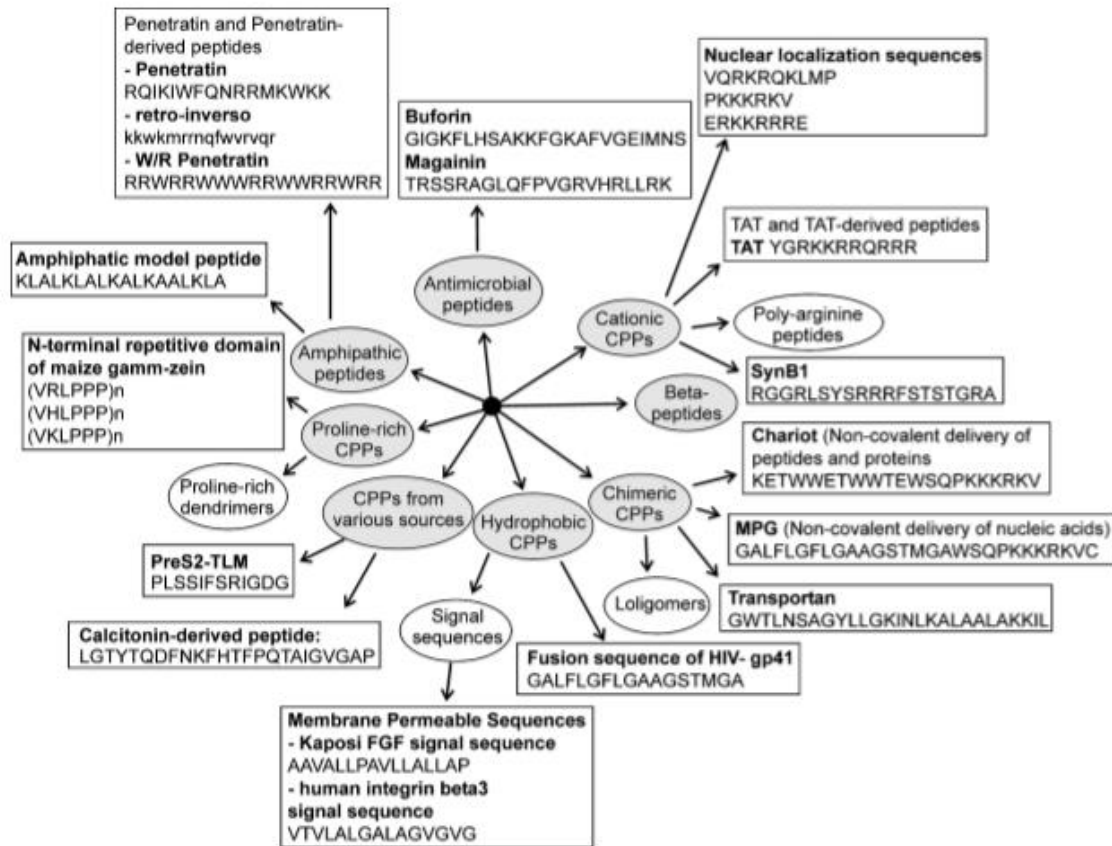 Penetratin and Penetratin-
derived peptides
- Penetratin
RQIKIWFQNRRMKWKK
- retro-inverso
kkwkmrrnqfwvrvqr
- W/R Penetratin
RRWRRWWWRRWWRRWRR
Buforin
GIGKFLHSAKKFGKAFVGEIMNS
Magainin
TRSSRAGLQFPVGRVHRLLRK
Nuclear localization sequences
VQRKRQKLMP
PKKKRKV
ERKKRRRE
TAT and TAT-derived peptides
TAT YGRKKRRQRRR
Amphiphatic model peptide
KLALKLALKALKAALKLA
Antimicrobial
peptides
Cationic
CPPs
Poly-arginine
peptides
N-terminal repetitive domain
of maize gamm-zein
(VRLPPP)n
(VHLPPP)n
(VKLPPP)n
Amphipathic
peptides
SynB1
RGGRLSYSRRRFSTSTGRA
Beta-
peptides
Proline-rich
CPPs
Proline-rich
dendrimers
CPPs from
various sources
Hydrophobic
CPPs
Chimeric
CPPs
Chariot (Non-covalent delivery of
peptides and proteins
KETWWETWWTEWSQPKKKRKV
MPG (Non-covalent delivery of nucleic acids)
GALFLGFLGAAGSTMGAWSQPKKKRKVC
PreS2-TLM
PLSSIFSRIGDG
Signal
sequences
Loligomers
Transportan
GWTLNSAGYLLGKINLKALAALAKKIL
Calcitonin-derived peptide:
LGTYTQDFNKFHTFPQTAIGVGAP
Fusion sequence of HIV- gp41
GALFLGFLGAAGSTMGA
Membrane Permeable Sequences
- Kaposi FGF signal sequence
AAVALLPAVLLALLAP
- human integrin beta3
signal sequence
VTVLALGALAGVGVG